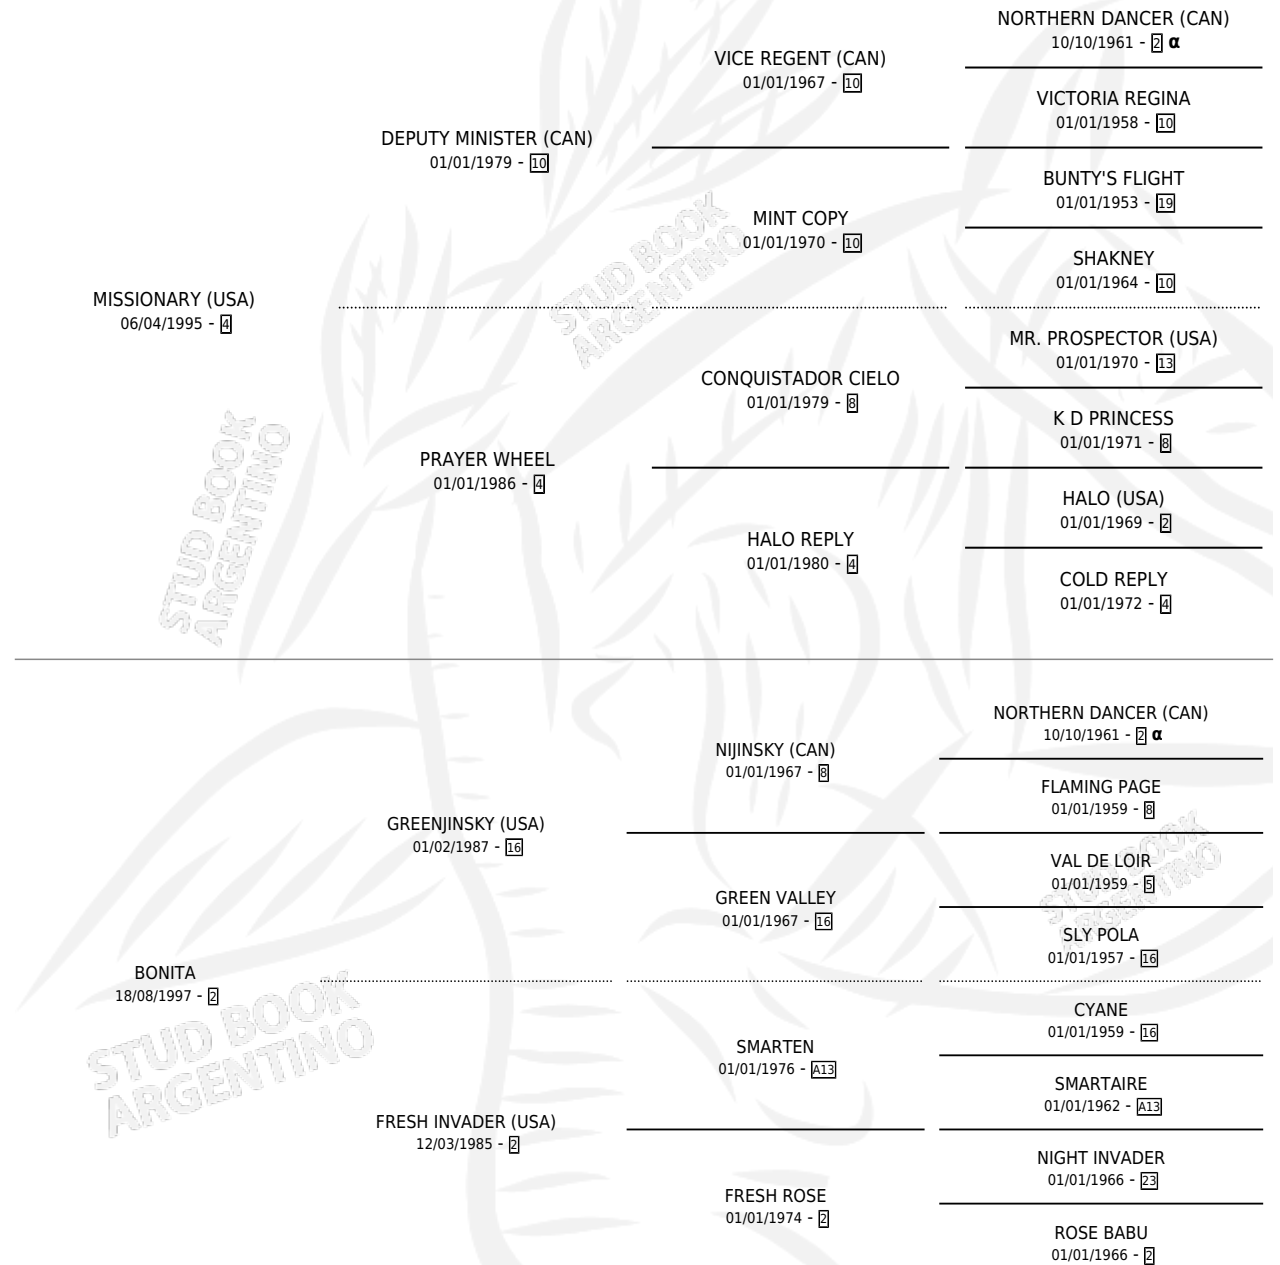 NORTHERN DANCER (CAN)
10/10/1961 - 2 α
VICE REGENT (CAN)
01/01/1967 - 10
VICTORIA REGINA
01/01/1958 - 10
DEPUTY MINISTER (CAN)
01/01/1979 - 10
BUNTY'S FLIGHT
01/01/1953 - 19
MINT COPY
01/01/1970 - 10
SHAKNEY
01/01/1964 - 10
MISSIONARY (USA)
06/04/1995 - 4
MR. PROSPECTOR (USA)
01/01/1970 - 13
CONQUISTADOR CIELO
01/01/1979 - 8
K D PRINCESS
01/01/1971 - 8
PRAYER WHEEL
01/01/1986 - 4
HALO (USA)
01/01/1969 - 2
HALO REPLY
01/01/1980 - 4
COLD REPLY
01/01/1972 - 4
NORTHERN DANCER (CAN)
10/10/1961 - 2 α
NIJINSKY (CAN)
01/01/1967 - 8
FLAMING PAGE
01/01/1959 - 8
GREENJINSKY (USA)
01/02/1987 - 16
VAL DE LOIR
01/01/1959 - 5
GREEN VALLEY
01/01/1967 - 16
SLY POLA
01/01/1957 - 16
BONITA
18/08/1997 - 2
CYANE
01/01/1959 - 16
SMARTEN
01/01/1976 - A13
SMARTAIRE
01/01/1962 - A13
FRESH INVADER (USA)
12/03/1985 - 2
NIGHT INVADER
01/01/1966 - 23
FRESH ROSE
01/01/1974 - 2
ROSE BABU
01/01/1966 - 2
STUD BOOK
ARGENTINO
STUD BOOK
ARGENTINO
STUD BOOK
ARGENTINO
STUD BOOK
ARGENTINO